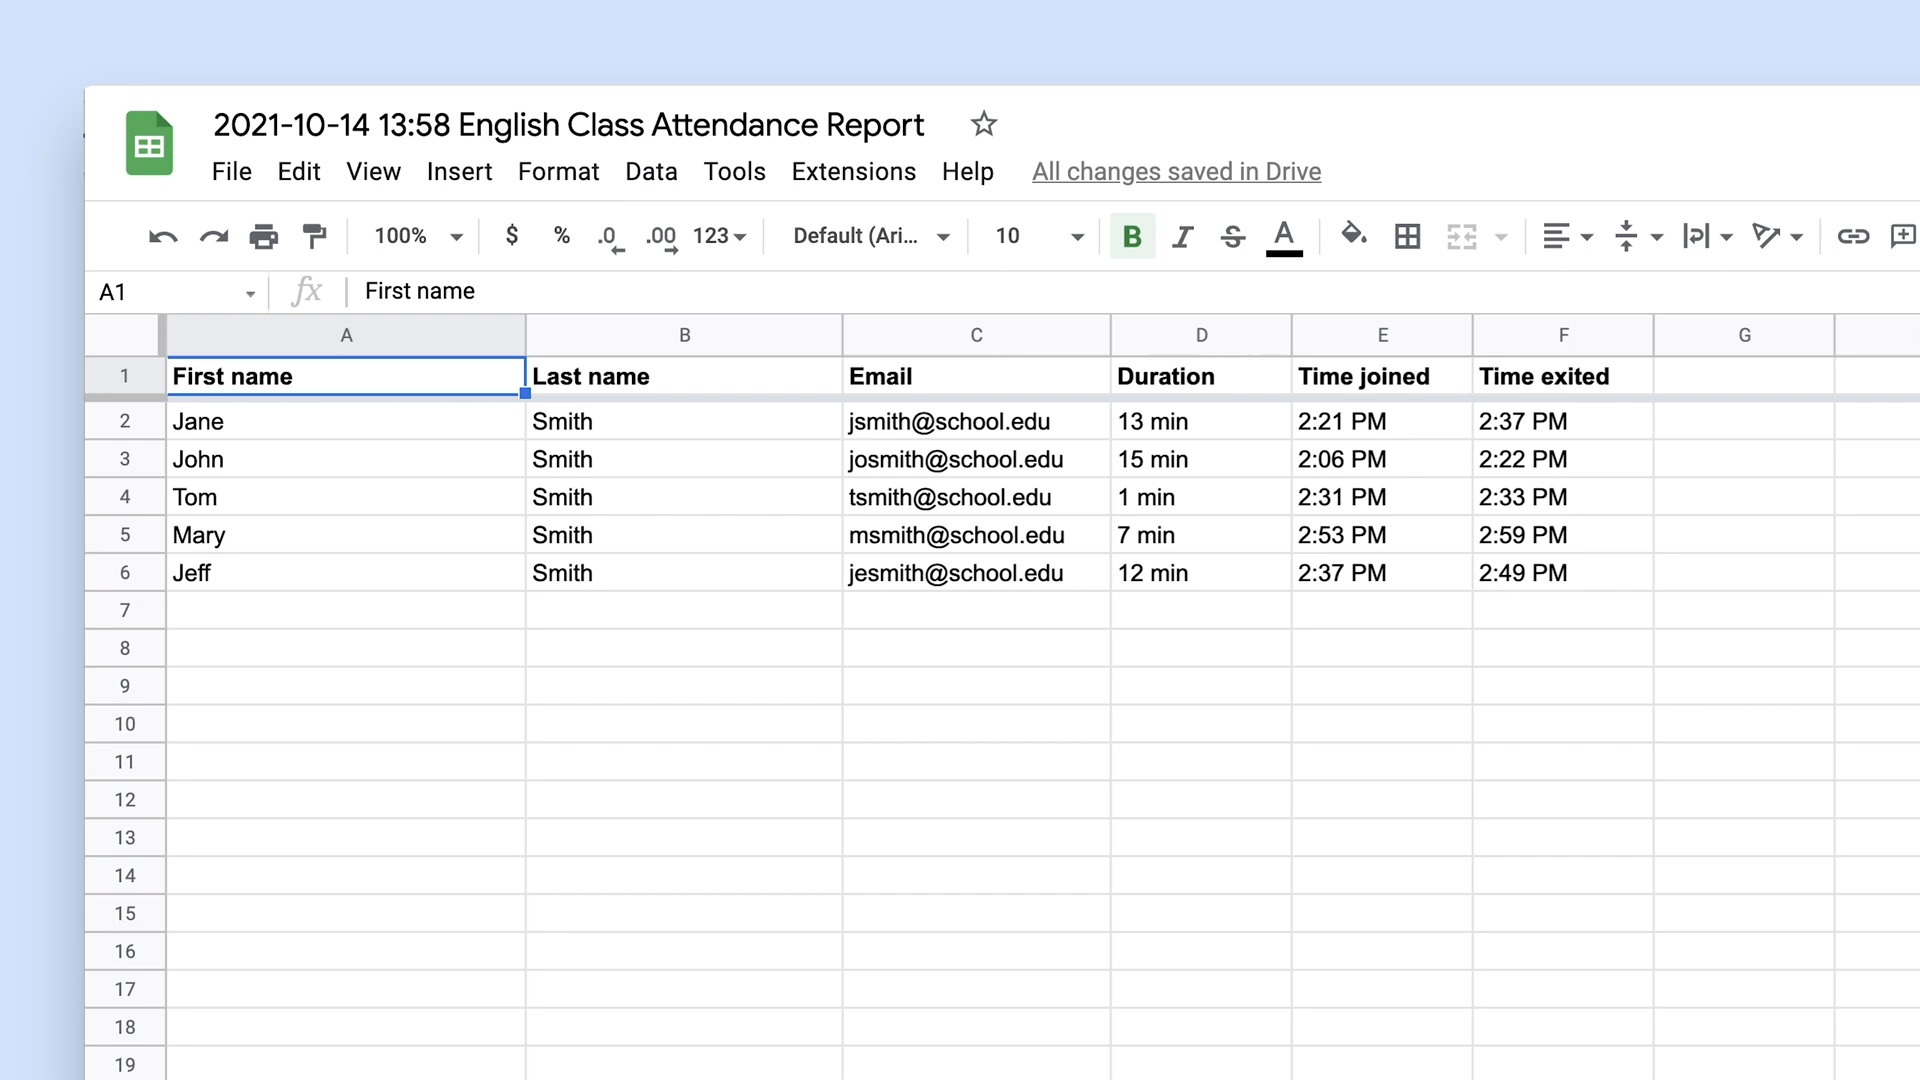 2021-10-14 13:58 English Class Attendance Report
File Edit View Insert Format Data Tools Extensions Help All changes saved in Drive
100% $ % .0 .00 123 Default (Ari... 10 B I S A
A1 fx First name
A B C D E F G
1 First name Last name Email Duration Time joined Time exited
2 Jane Smith jsmith@school.edu 13 min 2:21 PM 2:37 PM
3 John Smith josmith@school.edu 15 min 2:06 PM 2:22 PM
4 Tom Smith tsmith@school.edu 1 min 2:31 PM 2:33 PM
5 Mary Smith msmith@school.edu 7 min 2:53 PM 2:59 PM
6 Jeff Smith jesmith@school.edu 12 min 2:37 PM 2:49 PM
7
8
9
10
11
12
13
14
15
16
17
18
19